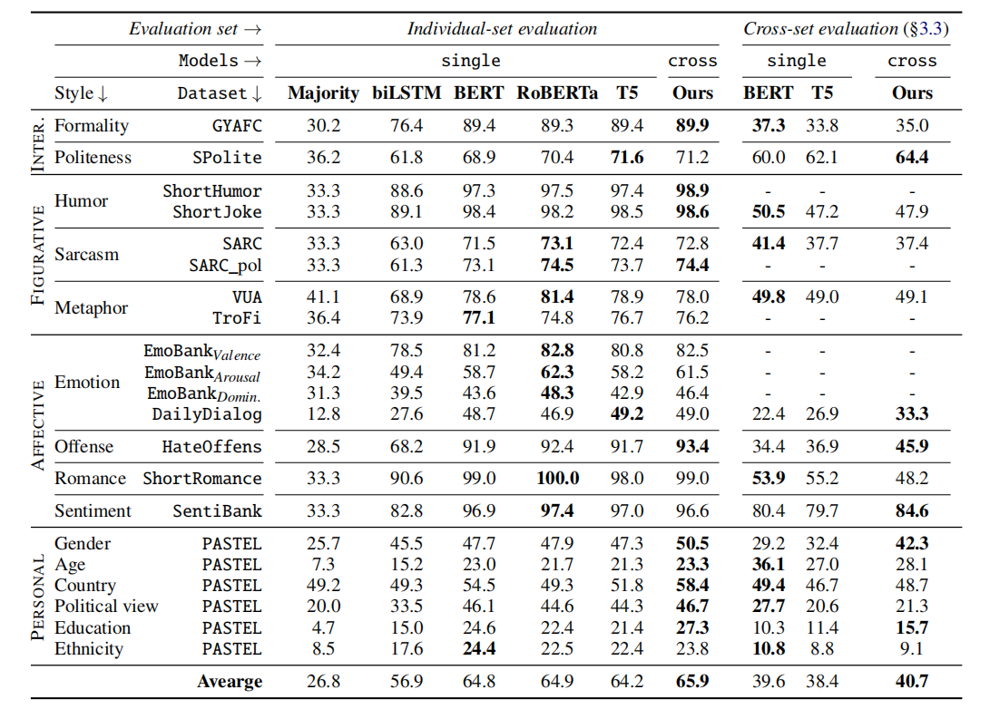 Evaluation set → Individual-set evaluation Cross-set evaluation (§3.3)
Models → single cross single cross
Style ↓ Dataset ↓ Majority biLSTM BERT RoBERTa T5 Ours BERT T5 Ours
INTER.
Formality GYAFC 30.2 76.4 89.4 89.3 89.4 89.9 37.3 33.8 35.0
Politeness SPolite 36.2 61.8 68.9 70.4 71.6 71.2 60.0 62.1 64.4
FIGURATIVE
Humor
ShortHumor 33.3 88.6 97.3 97.5 97.4 98.9 - - -
ShortJoke 33.3 89.1 98.4 98.2 98.5 98.6 50.5 47.2 47.9
Sarcasm
SARC 33.3 63.0 71.5 73.1 72.4 72.8 41.4 37.7 37.4
SARC_pol 33.3 61.3 73.1 74.5 73.7 74.4 - - -
Metaphor
VUA 41.1 68.9 78.6 81.4 78.9 78.0 49.8 49.0 49.1
TroFi 36.4 73.9 77.1 74.8 76.7 76.2 - - -
AFFECTIVE
Emotion
EmoBank Valence 32.4 78.5 81.2 82.8 80.8 82.5 - - -
EmoBank Arousal 34.2 49.4 58.7 62.3 58.2 61.5 - - -
EmoBank Domin. 31.3 39.5 43.6 48.3 42.9 46.4 - - -
DailyDialog 12.8 27.6 48.7 46.9 49.2 49.0 22.4 26.9 33.3
Offense HateOffens 28.5 68.2 91.9 92.4 91.7 93.4 34.4 36.9 45.9
Romance ShortRomance 33.3 90.6 99.0 100.0 98.0 99.0 53.9 55.2 48.2
Sentiment SentiBank 33.3 82.8 96.9 97.4 97.0 96.6 80.4 79.7 84.6
PERSONAL
Gender PASTEL 25.7 45.5 47.7 47.9 47.3 50.5 29.2 32.4 42.3
Age PASTEL 7.3 15.2 23.0 21.7 21.3 23.3 36.1 27.0 28.1
Country PASTEL 49.2 49.3 54.5 49.3 51.8 58.4 49.4 46.7 48.7
Political view PASTEL 20.0 33.5 46.1 44.6 44.3 46.7 27.7 20.6 21.3
Education PASTEL 4.7 15.0 24.6 22.4 21.4 27.3 10.3 11.4 15.7
Ethnicity PASTEL 8.5 17.6 24.4 22.5 22.4 23.8 10.8 8.8 9.1
Avearge 26.8 56.9 64.8 64.9 64.2 65.9 39.6 38.4 40.7